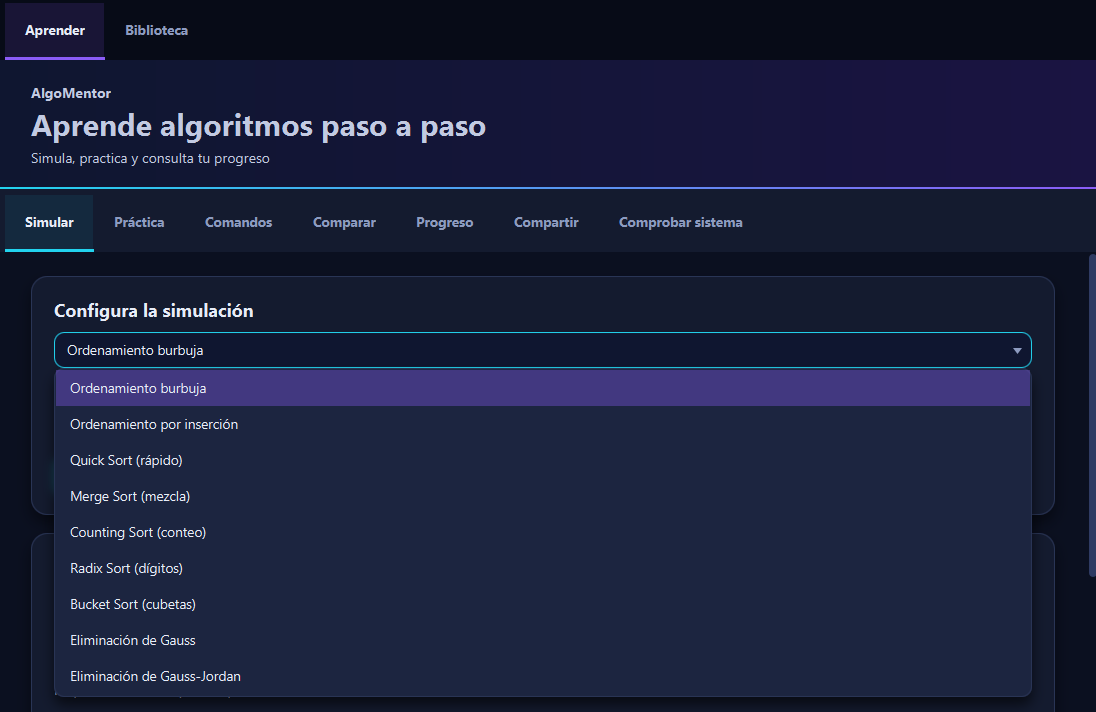 Aprender Biblioteca
AlgoMentor
Aprende algoritmos paso a paso
Simula, practica y consulta tu progreso
Simular Práctica Comandos Comparar Progreso Compartir Comprobar sistema
Configura la simulación
Ordenamiento burbuja
Ordenamiento burbuja
Ordenamiento por inserción
Quick Sort (rápido)
Merge Sort (mezcla)
Counting Sort (conteo)
Radix Sort (dígitos)
Bucket Sort (cubetas)
Eliminación de Gauss
Eliminación de Gauss-Jordan